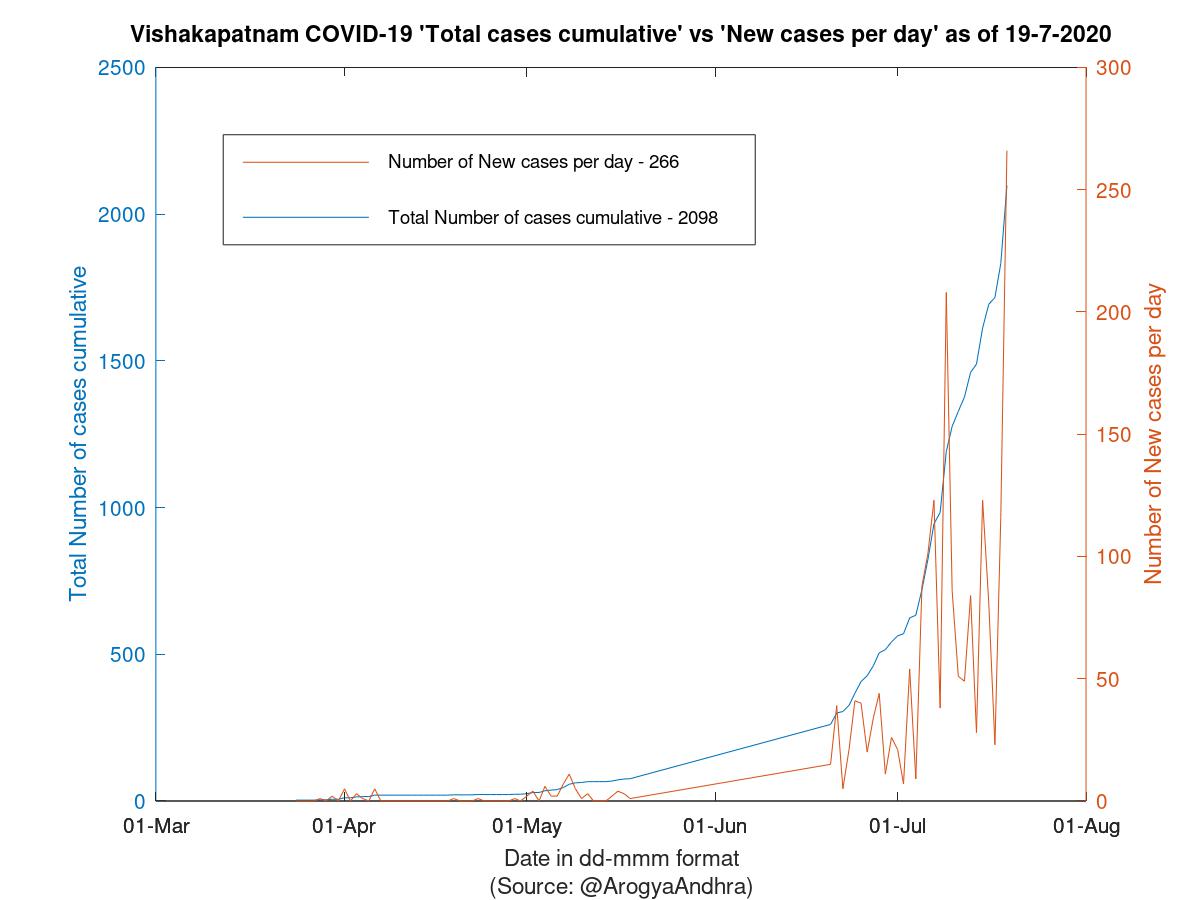 Vishakapatnam COVID-19 'Total cases cumulative' vs 'New cases per day' as of 19-7-2020
2500
2000
1500
1000
500
0
Total Number of cases cumulative
Number of New cases per day - 266
Total Number of cases cumulative - 2098
300
250
200
150
100
50
0
Number of New cases per day
01-Mar 01-Apr 01-May 01-Jun 01-Jul 01-Aug
Date in dd-mmm format
(Source: @ArogyaAndhra)